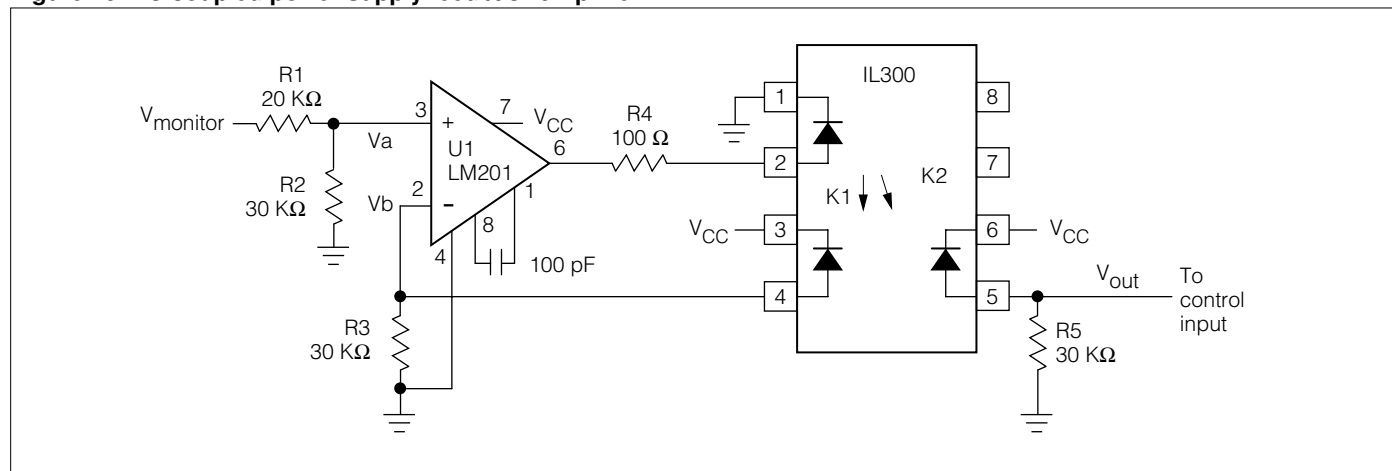 IL300
1
2
3
4
8
7
6
5
K1
K2
R1
20 KΩ
V monitor
Va
3
+
7
V CC
U1
LM201
6
R4
100 Ω
R2
30 KΩ
Vb
2
-
8
1
4
100 pF
V CC
V CC
R3
30 KΩ
V out
To
control
input
R5
30 KΩ